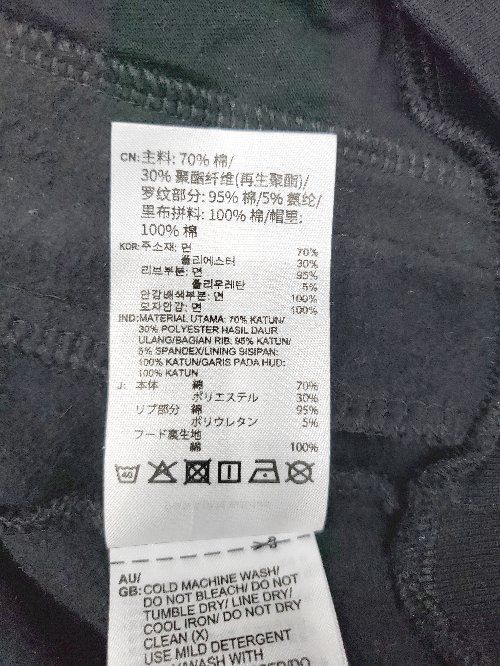 CN: 主料: 70% 棉/
30% 聚酯纤维(再生聚酯)/
罗纹部分: 95% 棉/5% 氨纶/
里布拼料: 100% 棉/帽里:
100% 棉
KOR: 주소재: 면 70%
폴리에스터 30%
리브부분: 면 95%
폴리우레탄 5%
안감배색부분: 면 100%
모자안감: 면 100%
IND: MATERIAL UTAMA: 70% KATUN/
30% POLYESTER HASIL DAUR
ULANG/BAGIAN RIB: 95% KATUN/
5% SPANDEX/LINING SISIPAN:
100% KATUN/GARIS PADA HUD:
100% KATUN
J: 本体 綿 70%
ポリエステル 30%
リブ部分 綿 95%
ポリウレタン 5%
フード裏生地
綿 100%
40
AU/
GB: COLD MACHINE WASH/
DO NOT BLEACH/ DO NOT
TUMBLE DRY/ LINE DRY/
COOL IRON/ DO NOT DRY
CLEAN (X)
USE MILD DETERGENT
WASH WITH